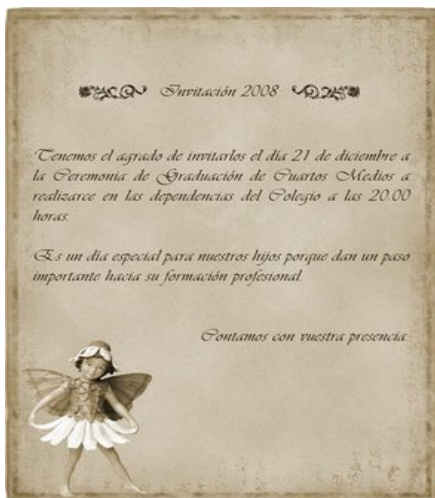 Invitación 2008
Tenemos el agrado de invitarlos el día 21 de diciembre a
la Ceremonia de Graduación de Cuartos Medios a
realizarce en las dependencias del Colegio a las 20.00
horas.
Es un día especial para nuestros hijos porque dan un paso
importante hacia su formación profesional.
Contamos con vuestra presencia.